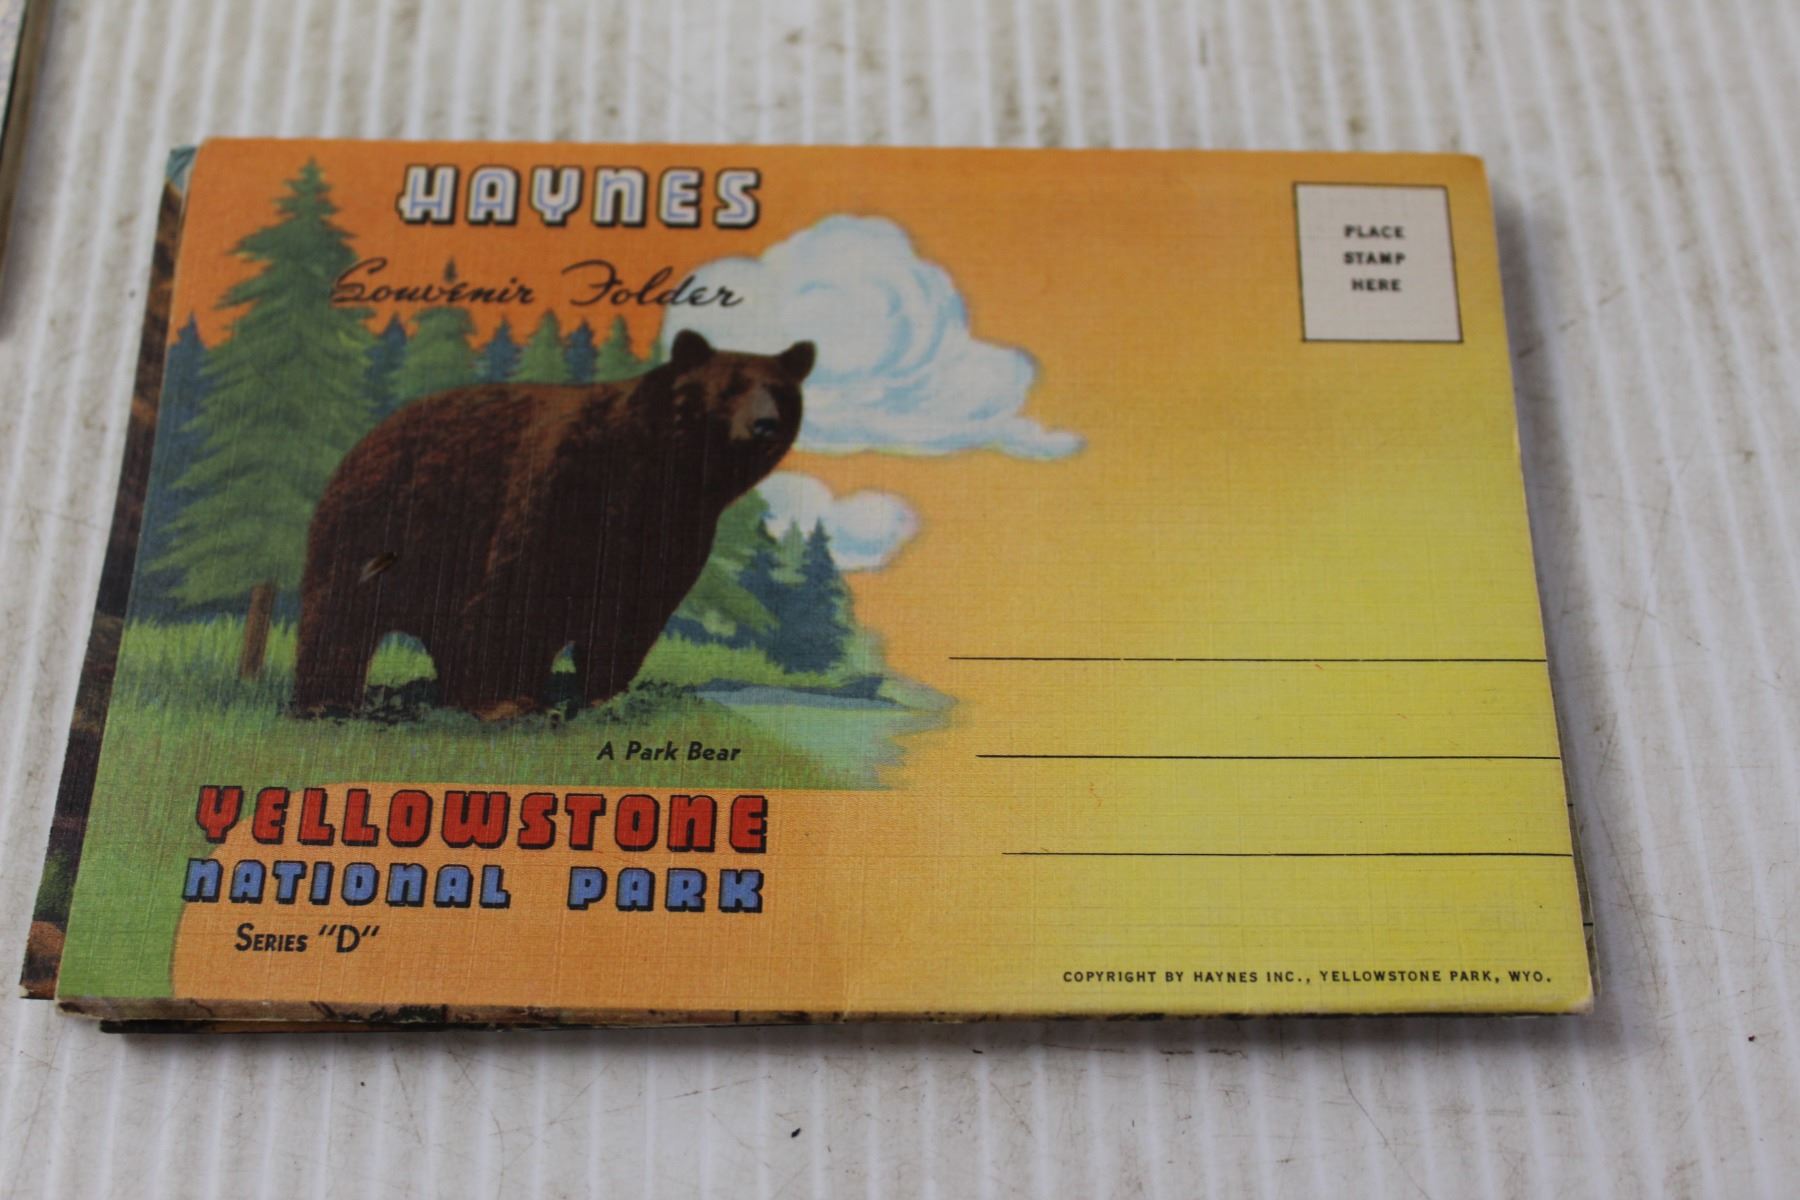 HAYNES
Souvenir Folder
PLACE
STAMP
HERE
A Park Bear
YELLOWSTONE
NATIONAL PARK
SERIES "D"
COPYRIGHT BY HAYNES INC., YELLOWSTONE PARK, WYO.